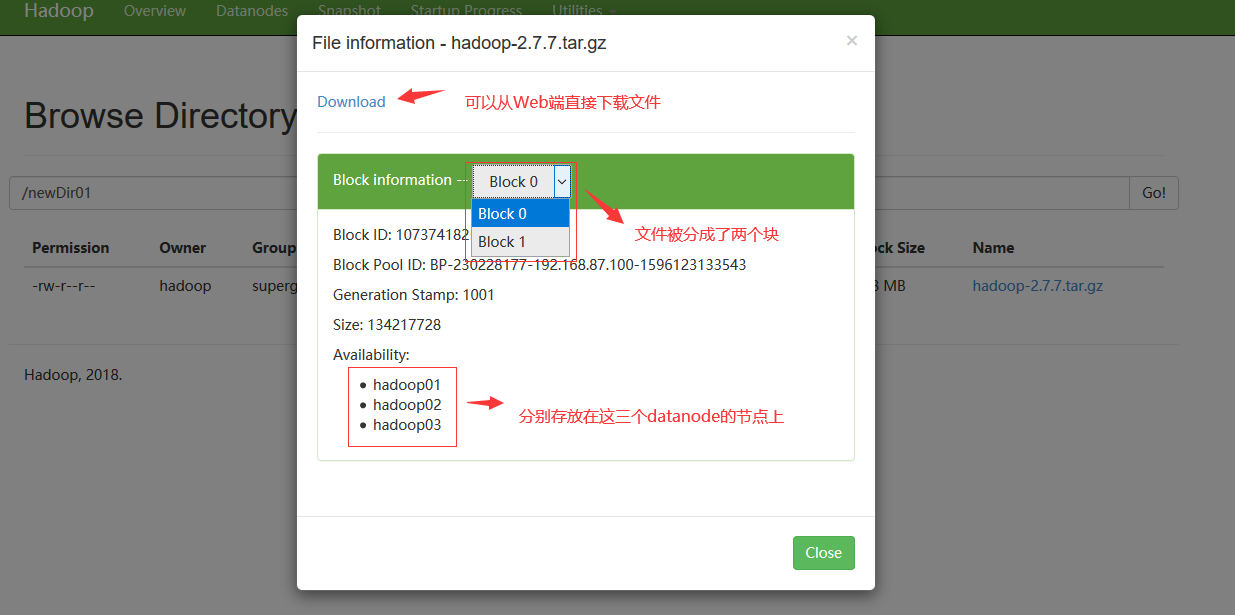 Hadoop Overview Datanodes Snapshot Startup Progress Utilities
File information - hadoop-2.7.7.tar.gz ×
Download 可以从Web端直接下载文件
Browse Directory
Block information -- Block 0
/newDir01 Go!
Block 0
Block 1
文件被分成了两个块
Block ID: 107374182
Permission Owner Group Size Name
Block Pool ID: BP-230228177-192.168.87.100-1596123133543
-rw-r--r-- hadoop MB hadoop-2.7.7.tar.gz
Generation Stamp: 1001
Size: 134217728
Availability:
Hadoop, 2018.
hadoop01
hadoop02
hadoop03
分别存放在这三个datanode的节点上
Close